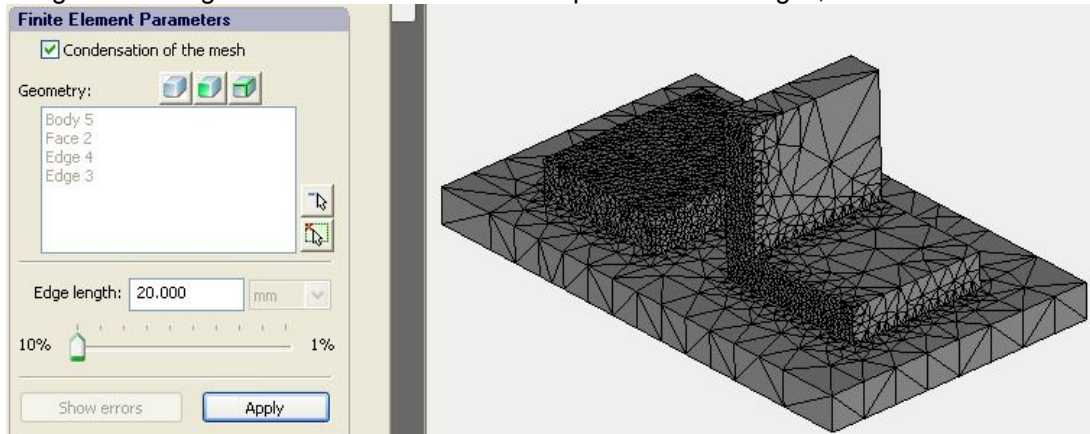 Finite Element Parameters
Condensation of the mesh
Geometry:
Body 5
Face 2
Edge 4
Edge 3
Edge length: 20.000 mm
10% 1%
Show errors Apply